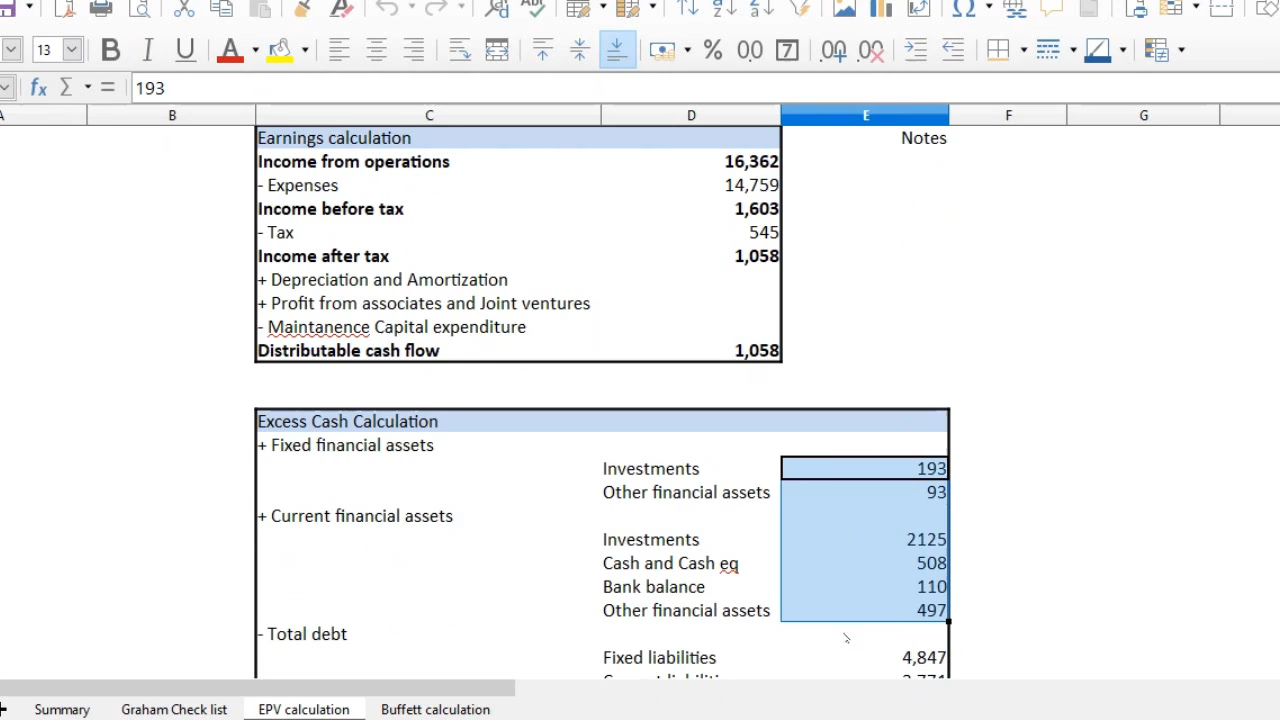 13 B I U A % 00 7 00 00 Ω
fx Σ = 193
A B C D E F G
Earnings calculation Notes
Income from operations 16,362
- Expenses 14,759
Income before tax 1,603
- Tax 545
Income after tax 1,058
+ Depreciation and Amortization
+ Profit from associates and Joint ventures
- Maintanence Capital expenditure
Distributable cash flow 1,058
Excess Cash Calculation
+ Fixed financial assets
Investments 193
Other financial assets 93
+ Current financial assets
Investments 2125
Cash and Cash eq 508
Bank balance 110
Other financial assets 497
- Total debt
Fixed liabilities 4,847
Summary Graham Check list EPV calculation Buffett calculation